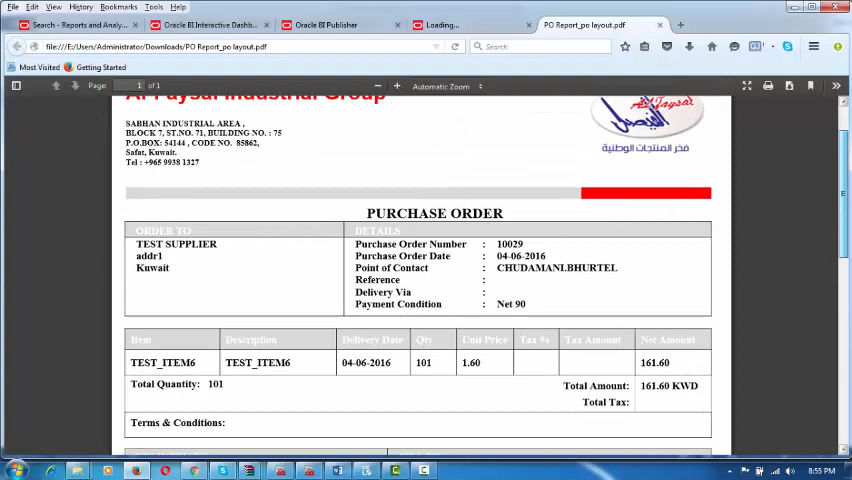 File Edit View History Bookmarks Tools Help
Search - Reports and Analy...
Oracle BI Interactive Dashb...
Oracle BI Publisher
Loading...
PO Report_po layout.pdf
file:///E:/Users/Administrator/Downloads/PO Report_po layout.pdf
Search
Most Visited Getting Started
Page: 1 of 1
Automatic Zoom
Al Faysal Industrial Group
SABHAN INDUSTRIAL AREA ,
BLOCK 7, ST.NO. 71, BUILDING NO. : 75
P.O.BOX: 54144 , CODE NO. 85862,
Safat, Kuwait.
Tel : +965 9938 1327
فخر المنتجات الوطنية
PURCHASE ORDER
ORDER TO
DETAILS
TEST SUPPLIER
addr1
Kuwait
Purchase Order Number : 10029
Purchase Order Date : 04-06-2016
Point of Contact : CHUDAMANI.BHURTEL
Reference :
Delivery Via :
Payment Condition : Net 90
Item Description Delivery Date Qty Unit Price Tax % Tax Amount Net Amount
TEST_ITEM6 TEST_ITEM6 04-06-2016 101 1.60 161.60
Total Quantity: 101
Total Amount: 161.60 KWD
Total Tax:
Terms & Conditions:
8:55 PM